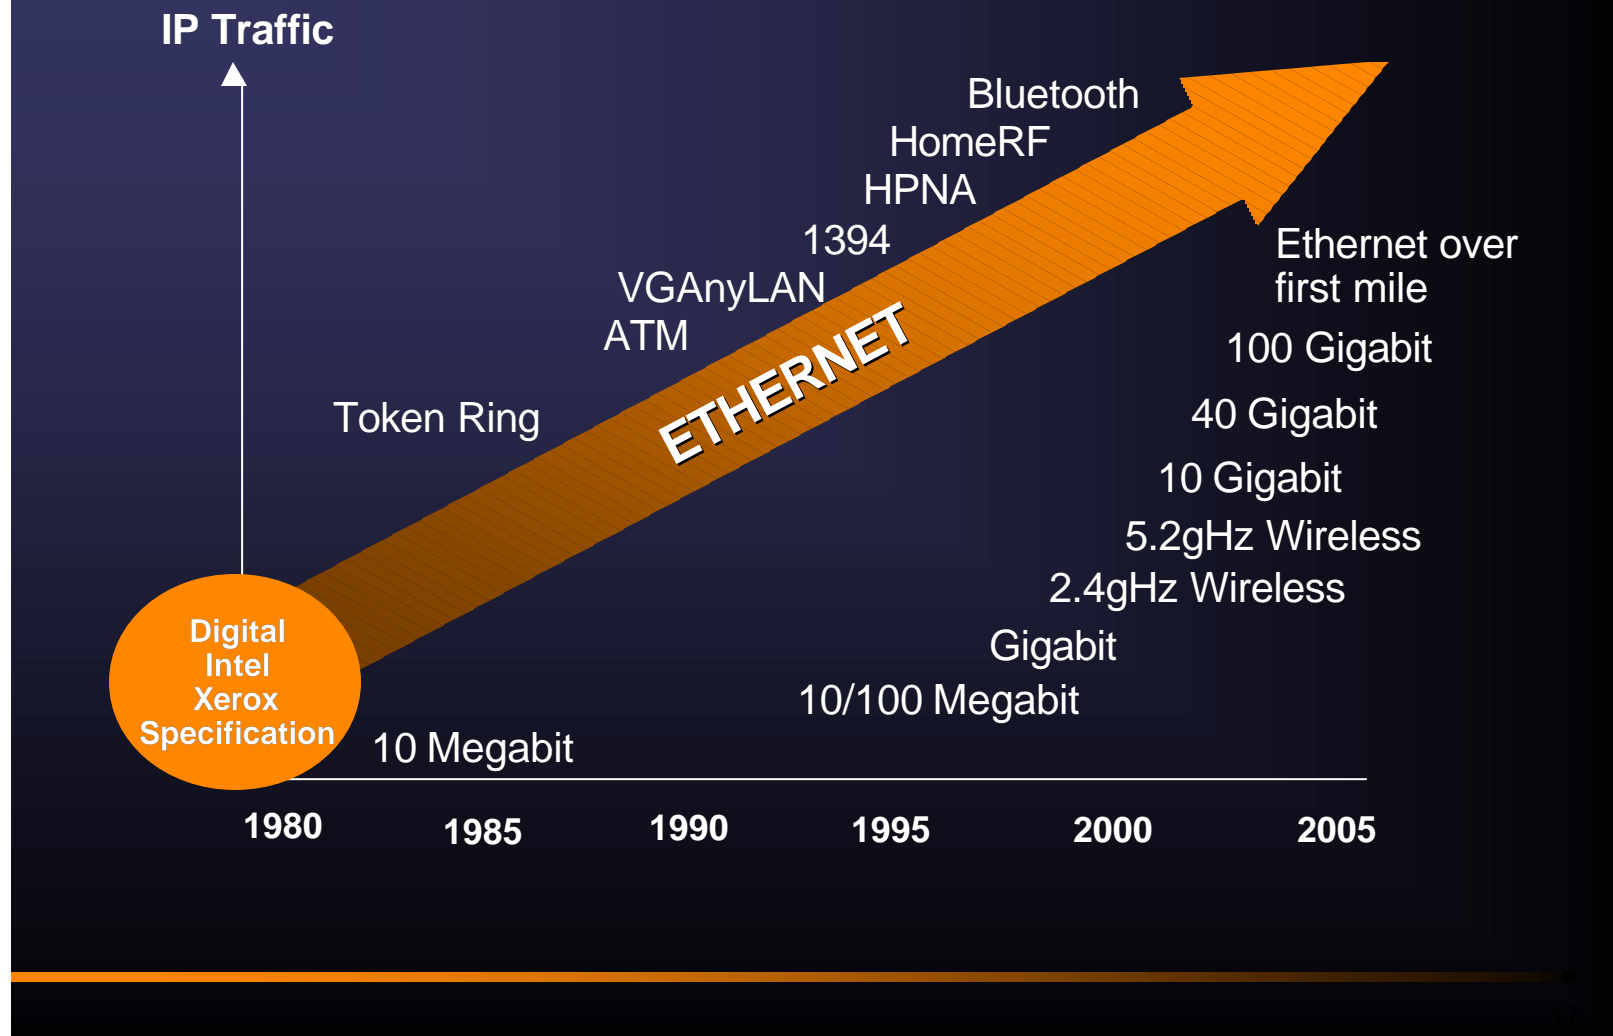 IP Traffic
Bluetooth
HomeRF
HPNA
1394
VGAnyLAN
ATM
Token Ring
ETHERNET
Ethernet over
first mile
100 Gigabit
40 Gigabit
10 Gigabit
5.2gHz Wireless
2.4gHz Wireless
Gigabit
10/100 Megabit
10 Megabit
Digital
Intel
Xerox
Specification
1980
1985
1990
1995
2000
2005